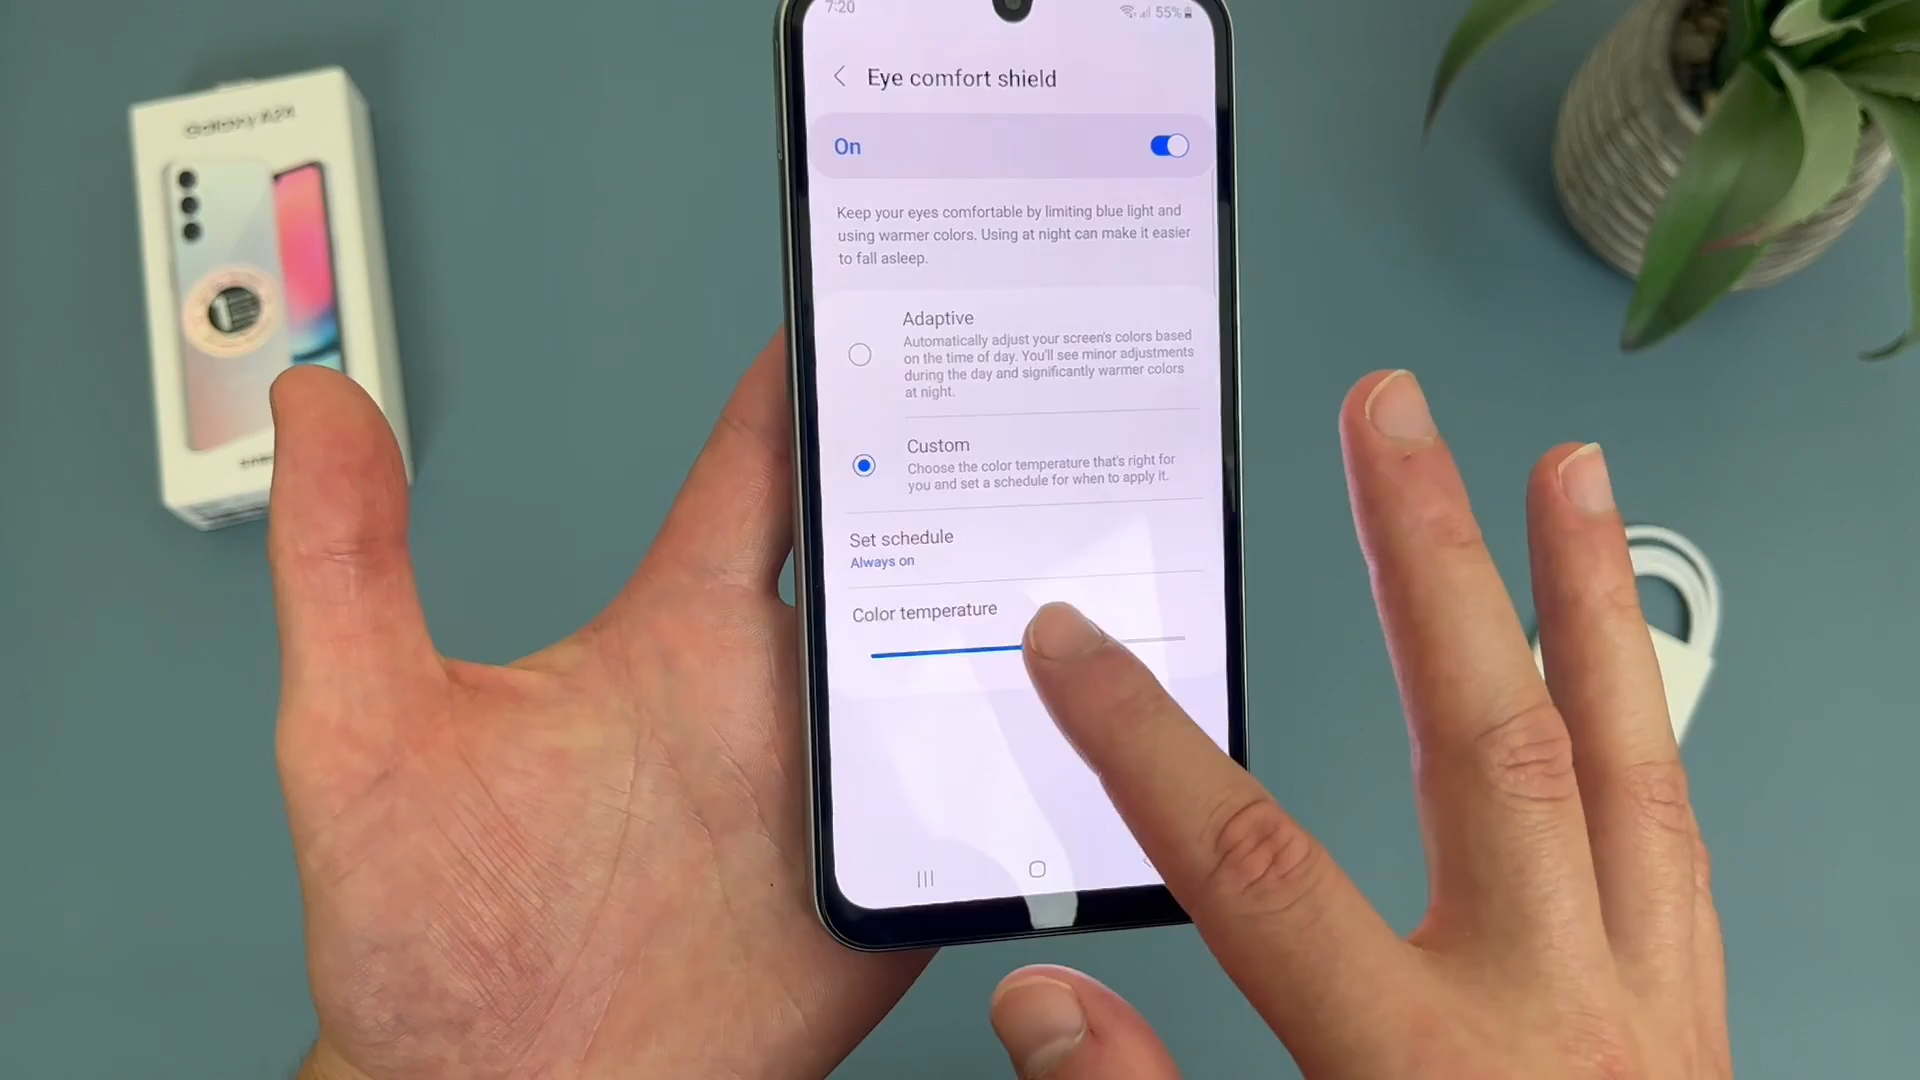 7:20
55%
Eye comfort shield
On
Keep your eyes comfortable by limiting blue light and
using warmer colors. Using at night can make it easier
to fall asleep.
Adaptive
Automatically adjust your screen's colors based
on the time of day. You'll see minor adjustments
during the day and significantly warmer colors
at night.
Custom
Choose the color temperature that's right for
you and set a schedule for when to apply it.
Set schedule
Always on
Color temperature
Galaxy